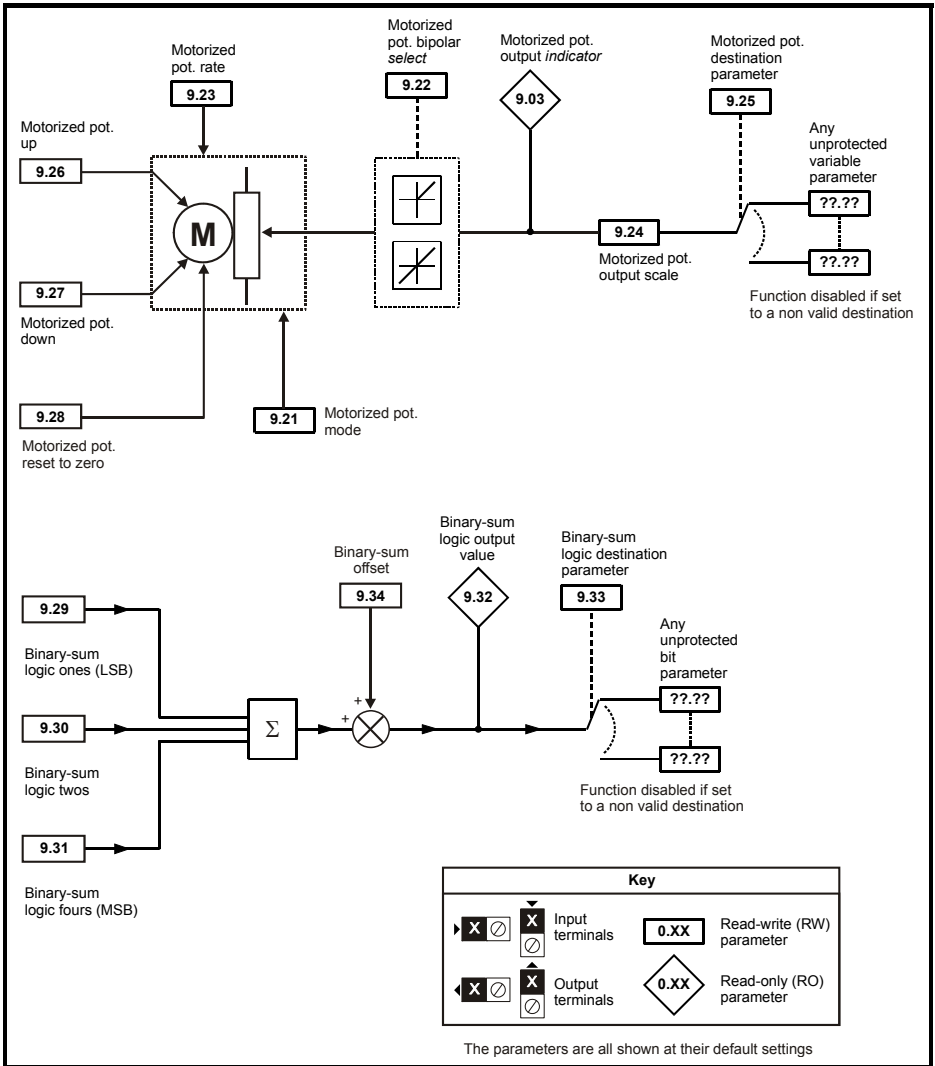 Motorized
pot. rate
9.23
Motorized
pot. bipolar
select
9.22
Motorized pot.
output indicator
9.03
Motorized pot.
destination
parameter
9.25
Motorized pot.
up
9.26
M
9.27
Motorized pot.
down
9.28
Motorized pot.
reset to zero
9.21
Motorized pot.
mode
9.24
Motorized pot.
output scale
Any
unprotected
variable
parameter
??.??
??.??
Function disabled if set
to a non valid destination
9.29
Binary-sum
logic ones (LSB)
9.30
Binary-sum
logic twos
9.31
Binary-sum
logic fours (MSB)
Σ
Binary-sum
offset
9.34
+
+
Binary-sum
logic output
value
9.32
Binary-sum
logic destination
parameter
9.33
Any
unprotected
bit
parameter
??.??
??.??
Function disabled if set
to a non valid destination
Key
X
X
Input
terminals
0.XX
Read-write (RW)
parameter
X
X
Output
terminals
0.XX
Read-only (RO)
parameter
The parameters are all shown at their default settings